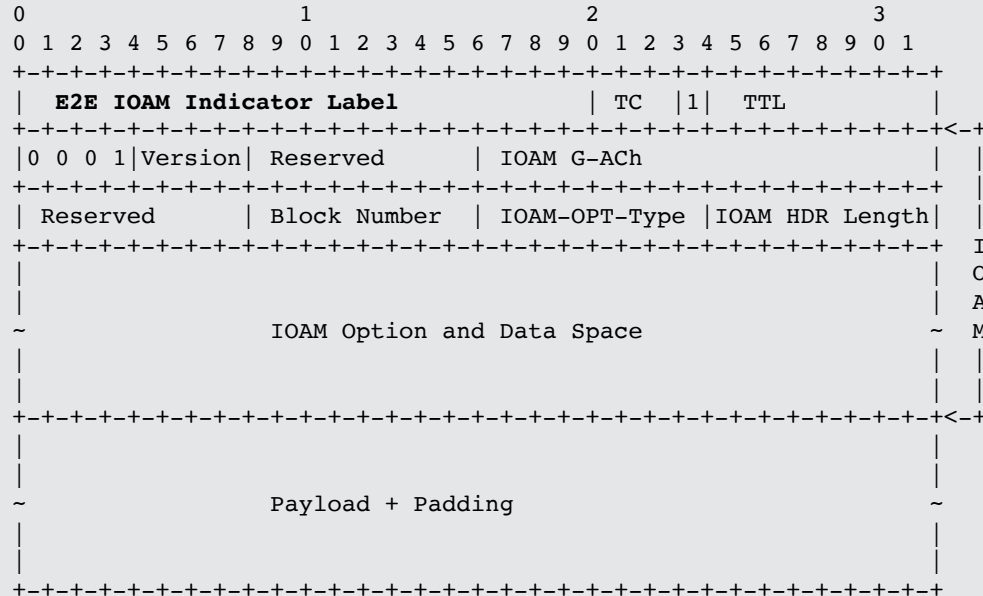 0                   1                   2                   3
0 1 2 3 4 5 6 7 8 9 0 1 2 3 4 5 6 7 8 9 0 1 2 3 4 5 6 7 8 9 0 1
+-+-+-+-+-+-+-+-+-+-+-+-+-+-+-+-+-+-+-+-+-+-+-+-+-+-+-+-+-+-+-+-+
|  E2E IOAM Indicator Label             | TC  |1|  TTL          |
+-+-+-+-+-+-+-+-+-+-+-+-+-+-+-+-+-+-+-+-+-+-+-+-+-+-+-+-+-+-+-+-+<-+
|0 0 0 1|Version| Reserved      | IOAM G-ACh                    |  |
+-+-+-+-+-+-+-+-+-+-+-+-+-+-+-+-+-+-+-+-+-+-+-+-+-+-+-+-+-+-+-+-+  |
| Reserved      | Block Number  | IOAM-OPT-Type |IOAM HDR Length|  |
+-+-+-+-+-+-+-+-+-+-+-+-+-+-+-+-+-+-+-+-+-+-+-+-+-+-+-+-+-+-+-+-+  I
|                                                               |  O
|                                                               |  A
~                 IOAM Option and Data Space                    ~  M
|                                                               |  |
|                                                               |  |
+-+-+-+-+-+-+-+-+-+-+-+-+-+-+-+-+-+-+-+-+-+-+-+-+-+-+-+-+-+-+-+-+<-+
|                                                               |
|                                                               |
~                 Payload + Padding                             ~
|                                                               |
|                                                               |
+-+-+-+-+-+-+-+-+-+-+-+-+-+-+-+-+-+-+-+-+-+-+-+-+-+-+-+-+-+-+-+-+